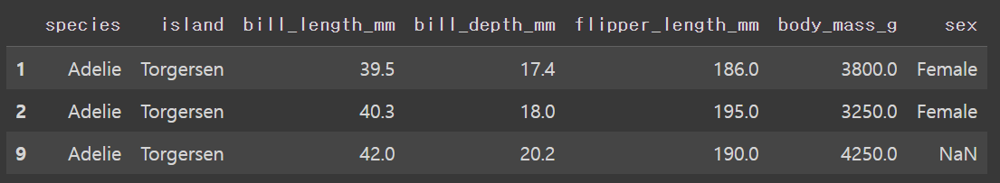 species island bill_length_mm bill_depth_mm flipper_length_mm body_mass_g sex
1 Adelie Torgersen 39.5 17.4 186.0 3800.0 Female
2 Adelie Torgersen 40.3 18.0 195.0 3250.0 Female
9 Adelie Torgersen 42.0 20.2 190.0 4250.0 NaN